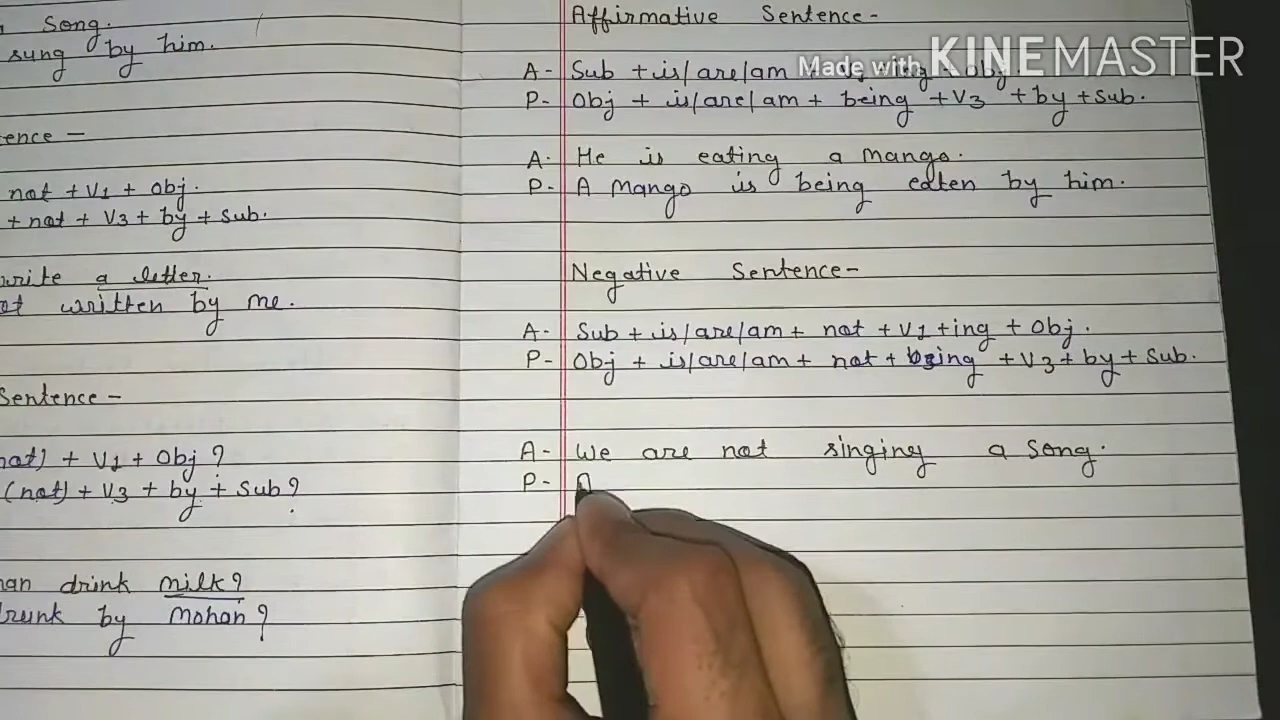 Song.
sung by him.
ence -
not + V1 + Obj.
+ not + V3 + by + Sub.
write a letter.
ot written by me.
Sentence -
not) + V1 + Obj ?
(not) + V3 + by + Sub?
han drink milk?
drunk by Mohan?
Affirmative Sentence -
Made with KINEMASTER
A- Sub + is/are/am + obj.
P- Obj + is/are/am + being + V3 + by + Sub.
A- He is eating a mango.
P- A Mango is being eaten by him.
Negative Sentence -
A- Sub + is/are/am + not + V1 + ing + Obj.
P- Obj + is/are/am + not + being + V3 + by + Sub.
A- We are not singing a song.
P- A